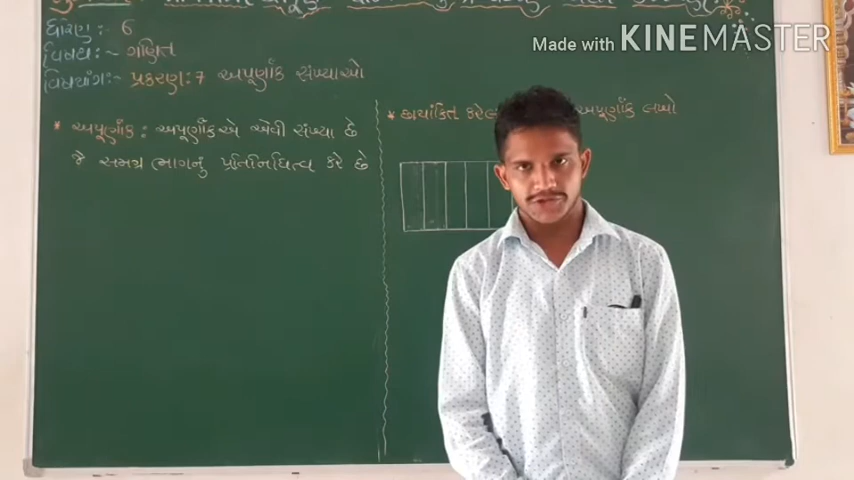 Made with KINEMASTER
ધોરણ: 6
વિષય:- ગણિત
વિષયાંગ:- પ્રકરણ: 7 અપૂર્ણાંક સંખ્યાઓ
* અપૂર્ણાંક : અપૂર્ણાંક એ એવી સંખ્યા છે
જે સમગ્ર ભાગનું પ્રતિનિધિત્વ કરે છે
* છાયાંકિત અપૂર્ણાંક લખો